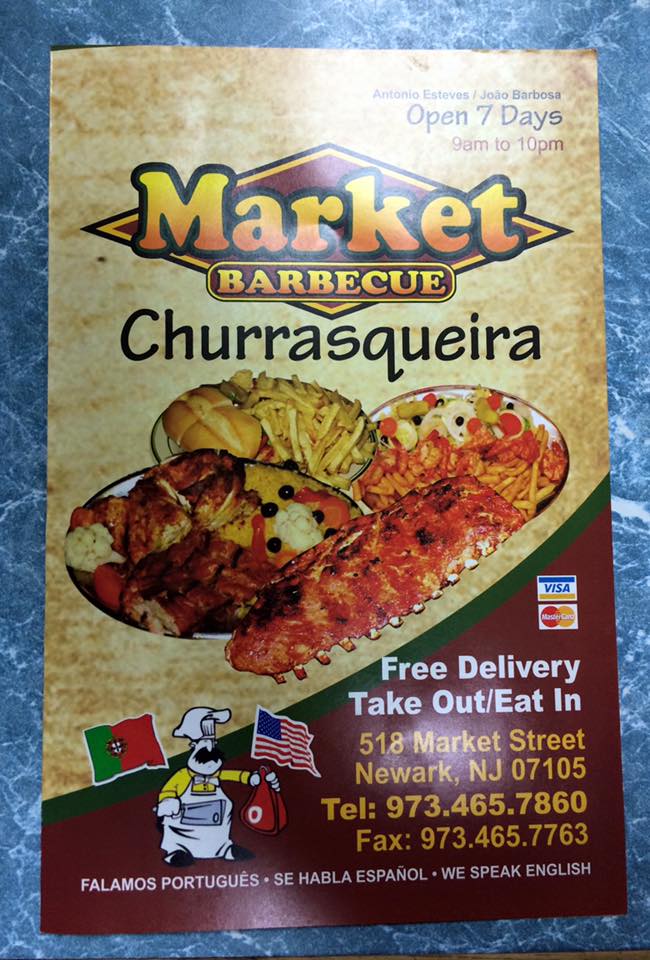 Antonio Esteves / João Barbosa
Open 7 Days
9am to 10pm
Market
BARBECUE
Churrasqueira
VISA
MasterCard
Free Delivery
Take Out/Eat In
518 Market Street
Newark, NJ 07105
Tel: 973.465.7860
Fax: 973.465.7763
FALAMOS PORTUGUÊS • SE HABLA ESPAÑOL • WE SPEAK ENGLISH